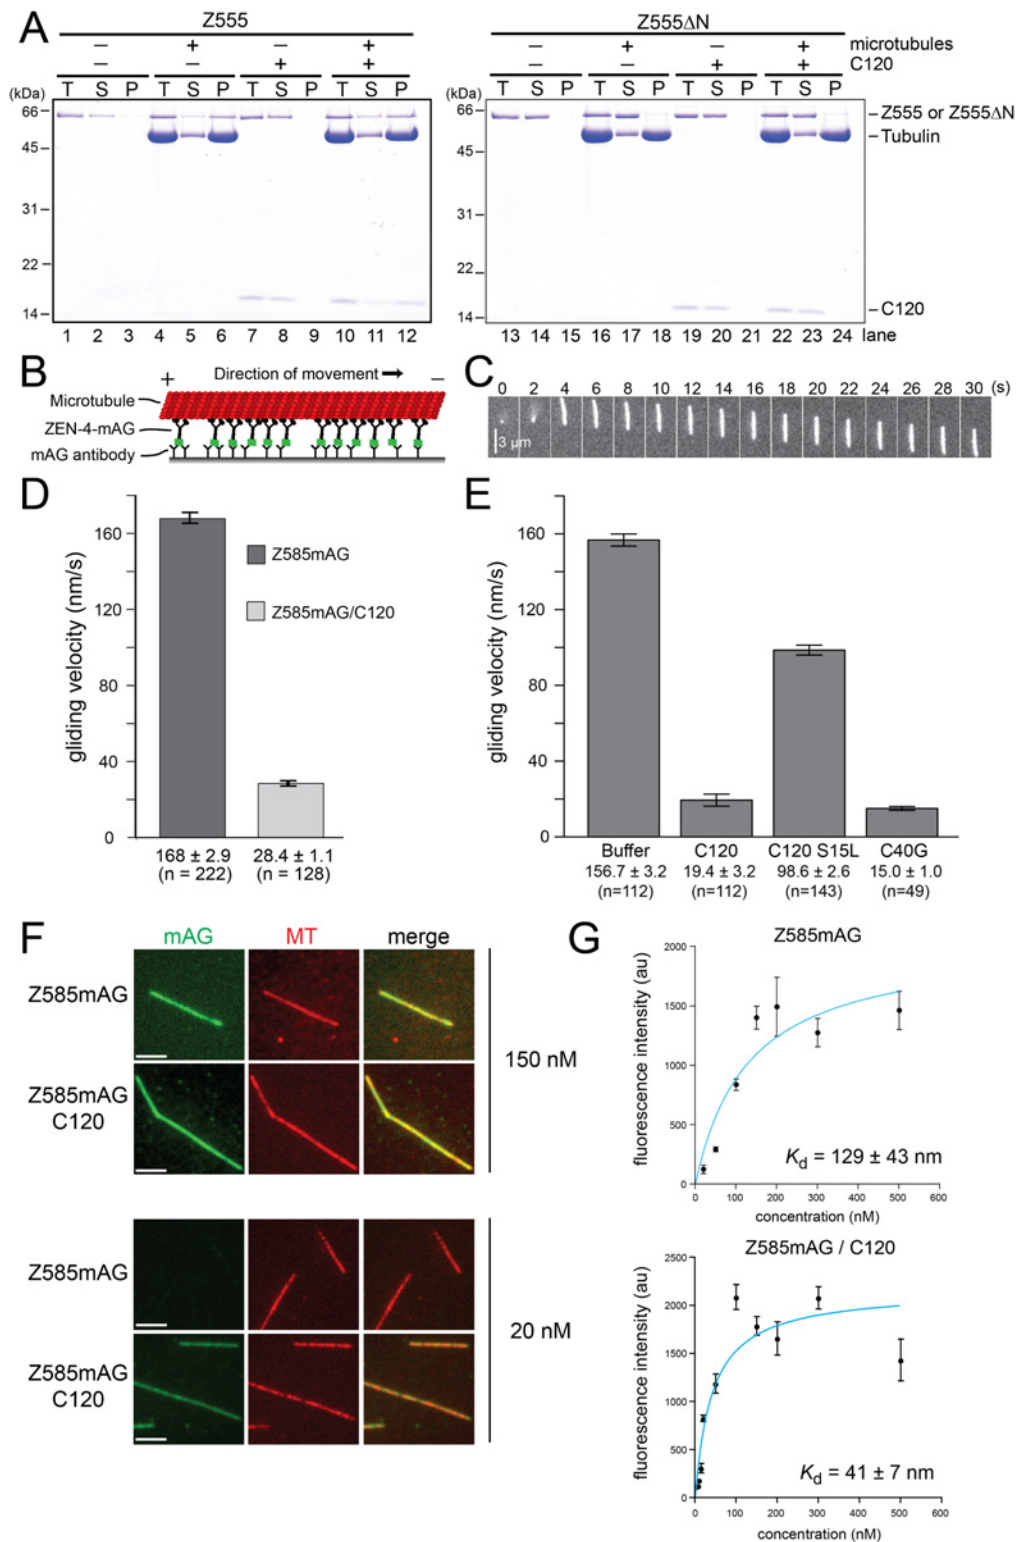 A
Z555
Z555ΔN
– + – + – + – + microtubules
– – + + – – + + C120
(kDa) T S P T S P T S P T S P (kDa) T S P T S P T S P T S P
66 66 Z555 or Z555ΔN
45 45 Tubulin
31 31
22 22
14 14 C120
1 2 3 4 5 6 7 8 9 10 11 12 13 14 15 16 17 18 19 20 21 22 23 24 lane
B
+ Direction of movement –
Microtubule
ZEN-4-mAG
mAG antibody
C
0 2 4 6 8 10 12 14 16 18 20 22 24 26 28 30 (s)
3 µm
D
gliding velocity (nm/s)
160
120
80
40
0
Z585mAG
Z585mAG/C120
168 ± 2.9 28.4 ± 1.1
(n = 222) (n = 128)
E
gliding velocity (nm/s)
160
120
80
40
0
Buffer C120 C120 S15L C40G
156.7 ± 3.2 19.4 ± 3.2 98.6 ± 2.6 15.0 ± 1.0
(n=112) (n=112) (n=143) (n=49)
F
mAG MT merge
Z585mAG
Z585mAG
C120
150 nM
Z585mAG
Z585mAG
C120
20 nM
G
Z585mAG
fluorescence intensity (au)
2000
1500
1000
500
0
Kd = 129 ± 43 nm
0 100 200 300 400 500 600
concentration (nM)
Z585mAG / C120
fluorescence intensity (au)
2500
2000
1500
1000
500
0
Kd = 41 ± 7 nm
0 100 200 300 400 500 600
concentration (nM)